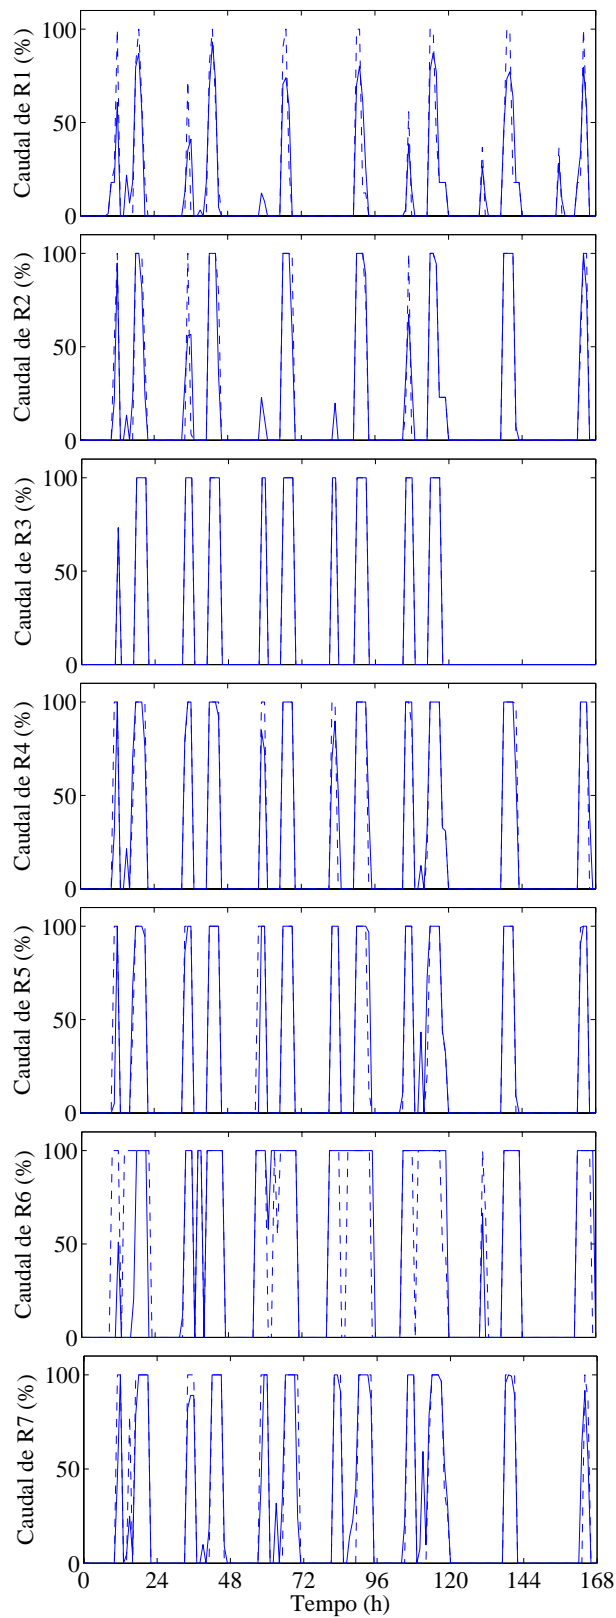 100
50
0
Caudal de R1 (%)
100
50
0
Caudal de R2 (%)
100
50
0
Caudal de R3 (%)
100
50
0
Caudal de R4 (%)
100
50
0
Caudal de R5 (%)
100
50
0
Caudal de R6 (%)
100
50
0
Caudal de R7 (%)
0 24 48 72 96 120 144 168
Tempo (h)